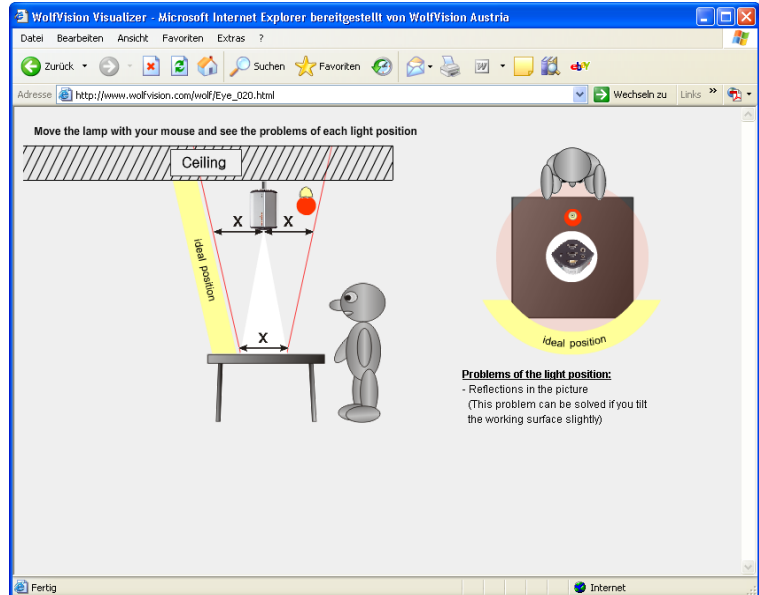 WolfVision Visualizer - Microsoft Internet Explorer bereitgestellt von WolfVision Austria
Datei Bearbeiten Ansicht Favoriten Extras ?
Zurück Suchen Favoriten W ebY
Adresse http://www.wolfvision.com/wolf/Eye_020.html Wechseln zu Links »
Move the lamp with your mouse and see the problems of each light position
Ceiling
X X
ideal position
X
ideal position
Problems of the light position:
- Reflections in the picture
(This problem can be solved if you tilt
the working surface slightly)
Fertig Internet